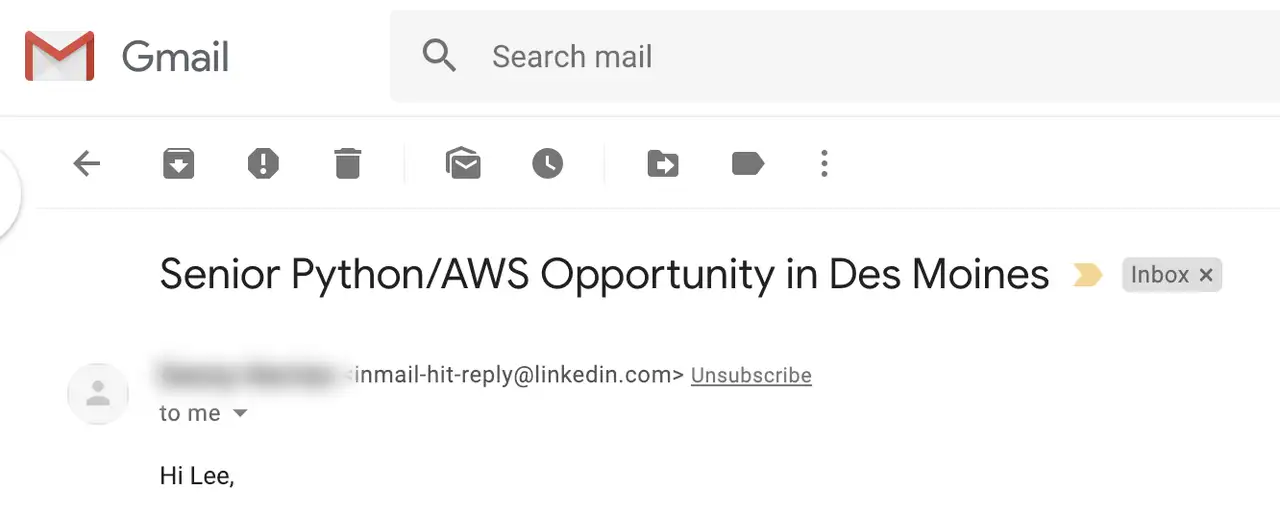 Gmail
Search mail
Senior Python/AWS Opportunity in Des Moines Inbox ×
<inmail-hit-reply@linkedin.com> Unsubscribe
to me
Hi Lee,